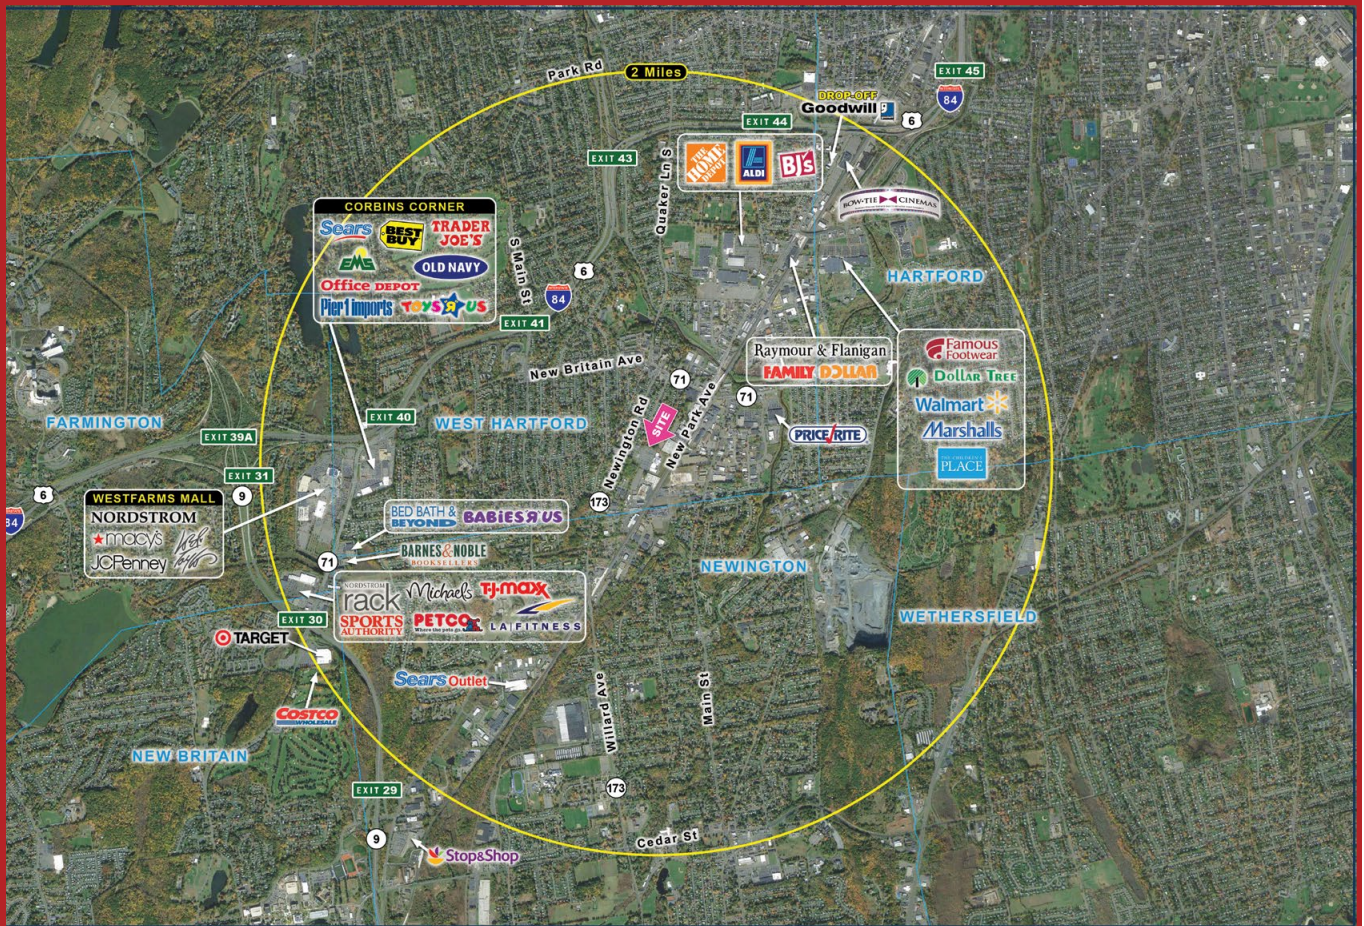 Park Rd
2 Miles
EXIT 45
84
DROP-OFF
Goodwill
6
EXIT 44
EXIT 43
Quaker Ln S
THE HOME DEPOT
ALDI
BJ's
BOW-TIE CINEMAS
CORBINS CORNER
Sears BEST BUY TRADER JOE'S
EMS OLD NAVY
Office DEPOT
Pier 1 imports TOYS R US
S Main St
6
84
EXIT 41
HARTFORD
New Britain Ave
Raymour & Flanigan
FAMILY DOLLAR
Famous Footwear
DOLLAR TREE
Walmart
Marshalls
THE CHILDREN'S PLACE
71
71
Newington Rd
SITE
New Park Ave
PRICE RITE
FARMINGTON
EXIT 40
WEST HARTFORD
EXIT 39A
EXIT 31
9
6
84
WESTFARMS MALL
NORDSTROM
macy's
JCPenney
Lord & Taylor
173
BED BATH & BEYOND BABIES R US
BARNES & NOBLE
BOOKSELLERS
71
NORDSTROM rack Michaels T.J.maxx
SPORTS AUTHORITY PETCO Where the pets go. LA FITNESS
EXIT 30
TARGET
NEWINGTON
WETHERSFIELD
Sears Outlet
COSTCO WHOLESALE
Willard Ave
Main St
NEW BRITAIN
EXIT 29
173
9
Cedar St
Stop&Shop